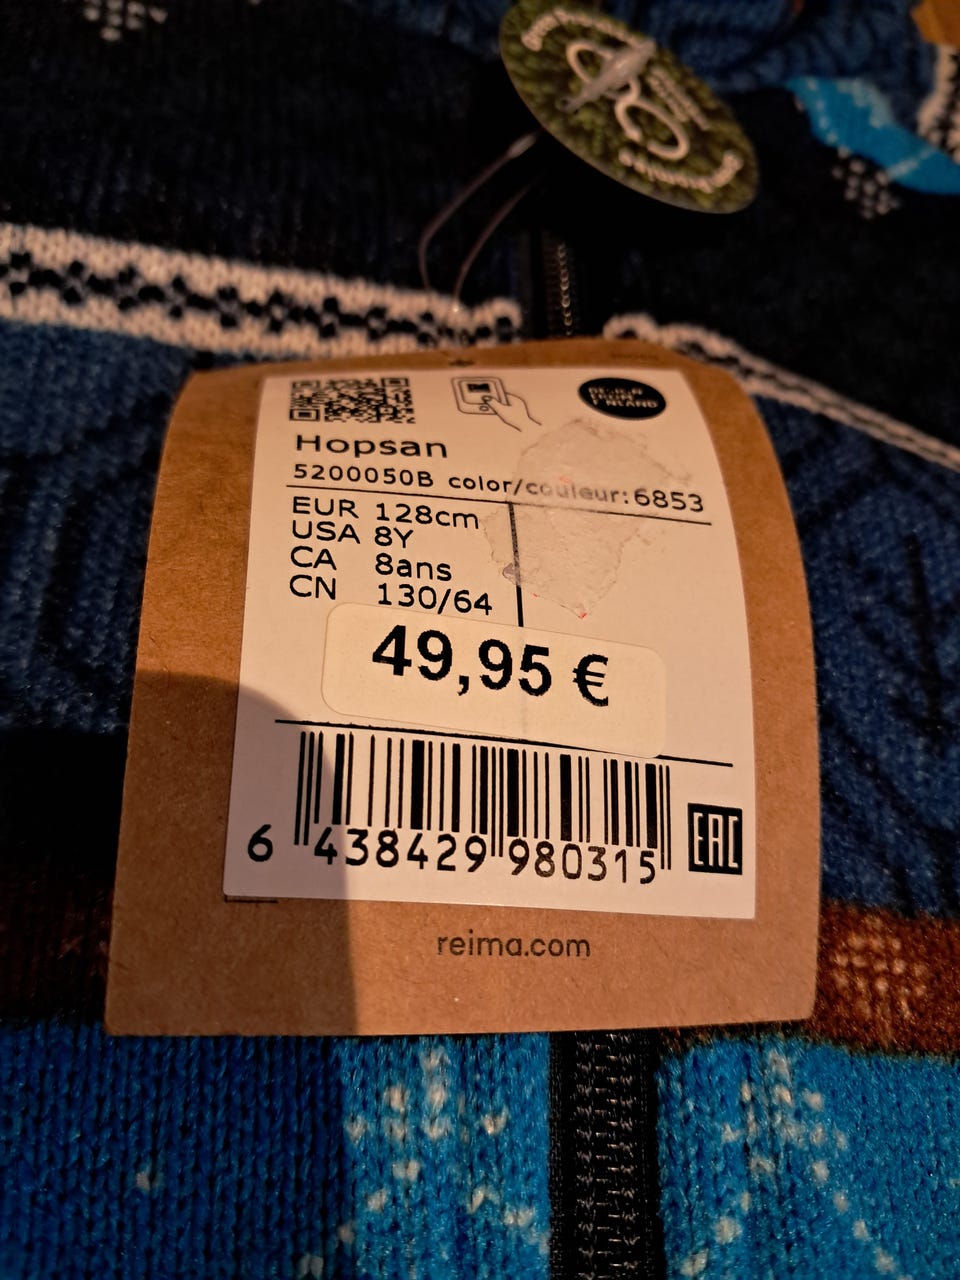 Hopsan
5200050B color/couleur:6853
EUR 128cm
USA 8Y
CA 8ans
CN 130/64
49,95 €
6 438429 980315
EAC
reima.com